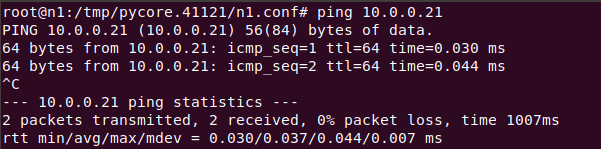 root@n1:/tmp/pycore.41121/n1.conf# ping 10.0.0.21
PING 10.0.0.21 (10.0.0.21) 56(84) bytes of data.
64 bytes from 10.0.0.21: icmp_seq=1 ttl=64 time=0.030 ms
64 bytes from 10.0.0.21: icmp_seq=2 ttl=64 time=0.044 ms
^C
--- 10.0.0.21 ping statistics ---
2 packets transmitted, 2 received, 0% packet loss, time 1007ms
rtt min/avg/max/mdev = 0.030/0.037/0.044/0.007 ms